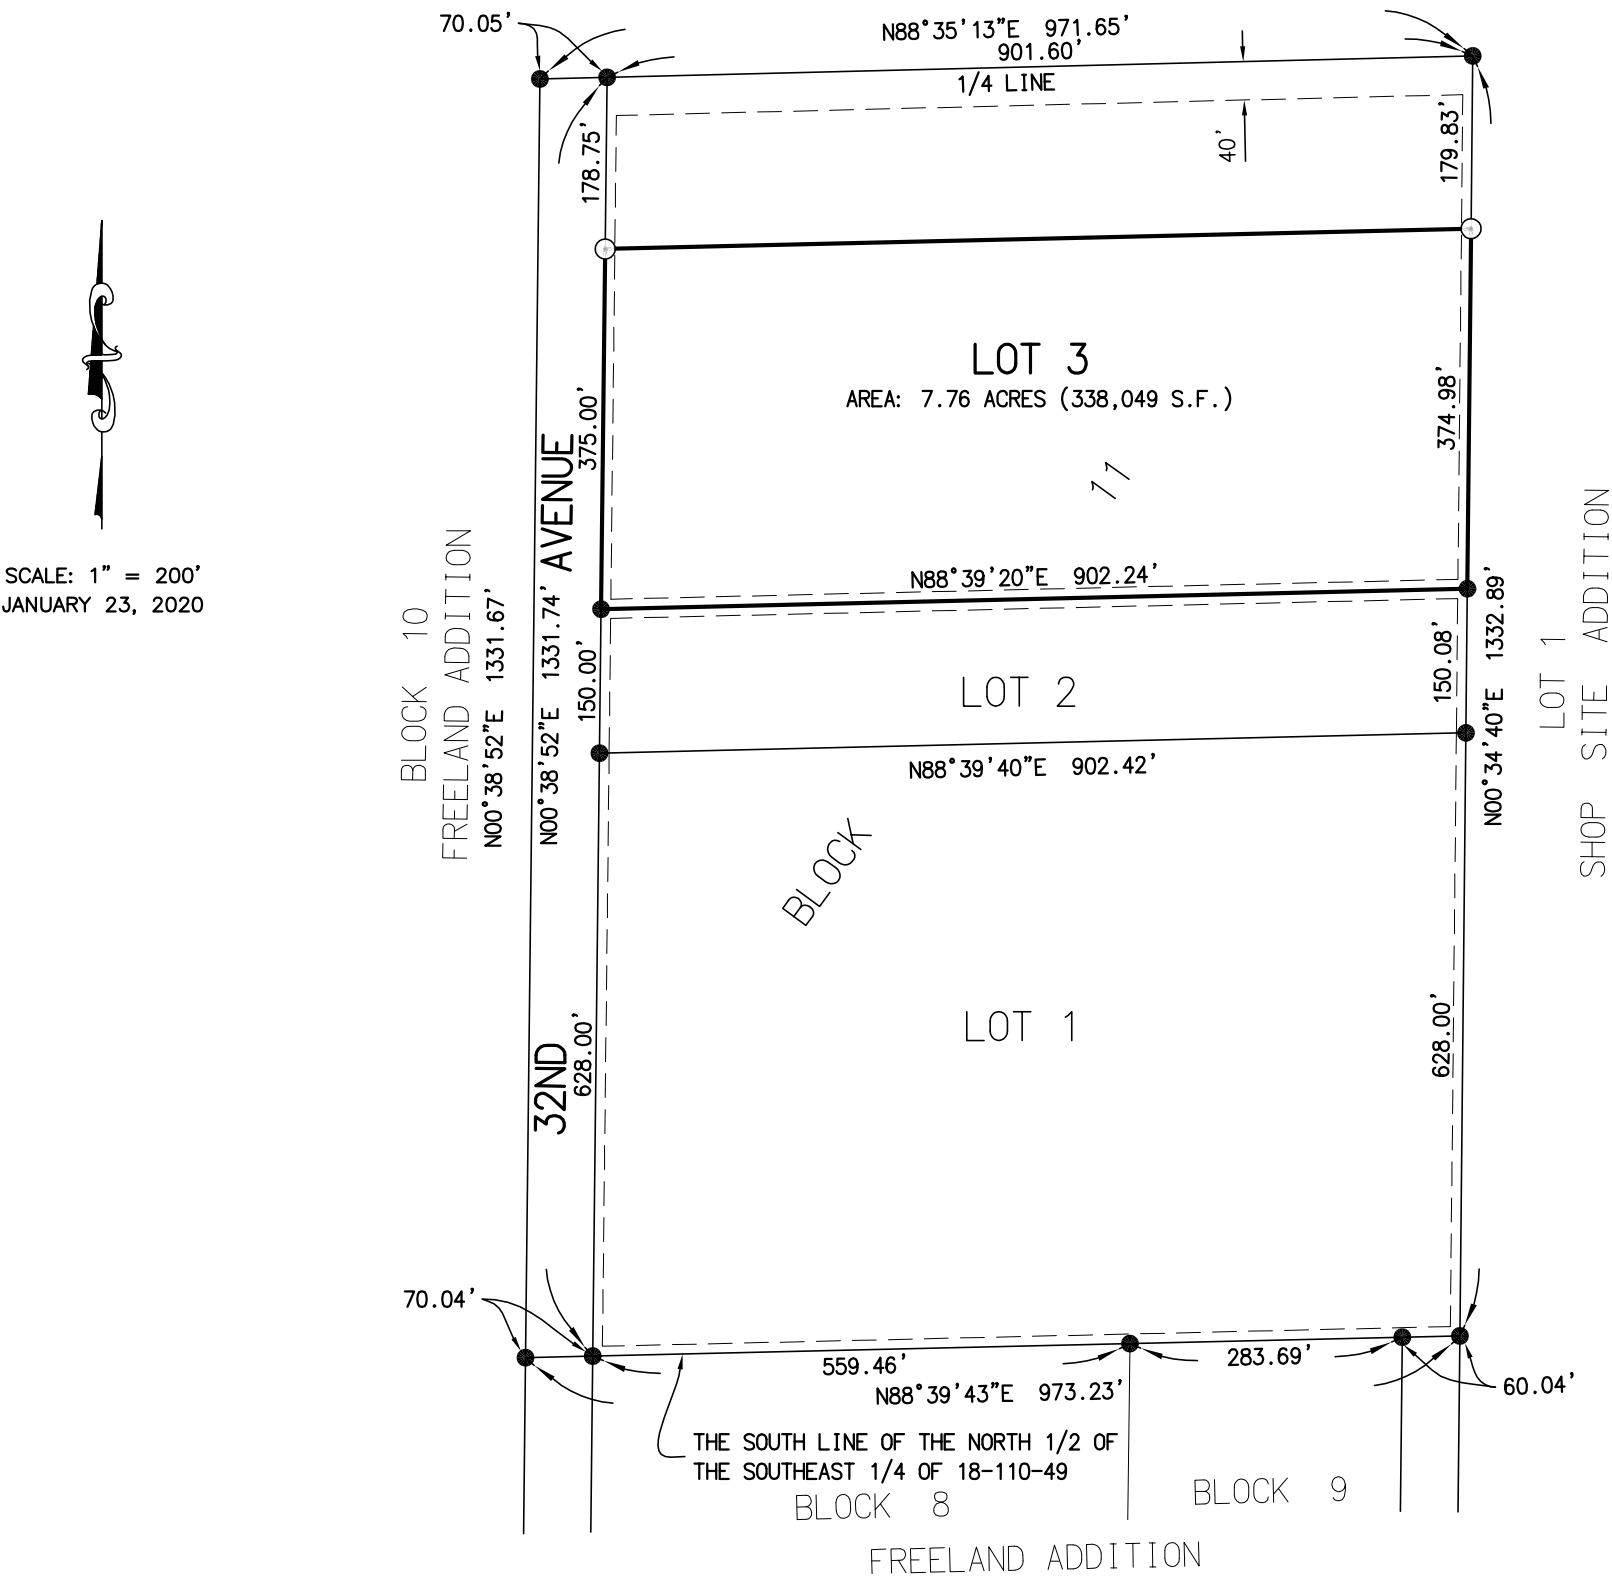 70.05'
N88°35'13"E 971.65'
901.60'
1/4 LINE
40'
178.75'
179.83'
LOT 3
AREA: 7.76 ACRES (338,049 S.F.)
375.00'
374.98'
11
SCALE: 1" = 200'
JANUARY 23, 2020
N88°39'20"E 902.24'
BLOCK 10
FREELAND ADDITION
N00°38'52"E 1331.67'
N00°38'52"E 1331.74'
32ND AVENUE
150.00'
LOT 2
150.08'
N00°34'40"E 1332.89'
LOT 1
SHOP SITE ADDITION
N88°39'40"E 902.42'
BLOCK
LOT 1
628.00'
628.00'
70.04'
559.46'
283.69'
60.04'
N88°39'43"E 973.23'
THE SOUTH LINE OF THE NORTH 1/2 OF
THE SOUTHEAST 1/4 OF 18-110-49
BLOCK 8
BLOCK 9
FREELAND ADDITION